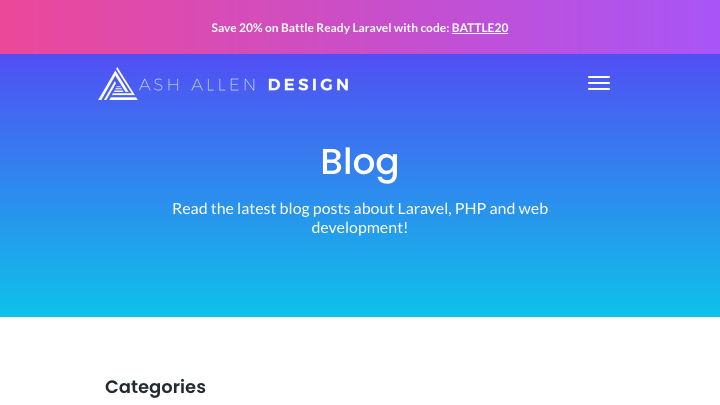 Save 20% on Battle Ready Laravel with code: BATTLE20
ASH ALLEN DESIGN
Blog
Read the latest blog posts about Laravel, PHP and web
development!
Categories